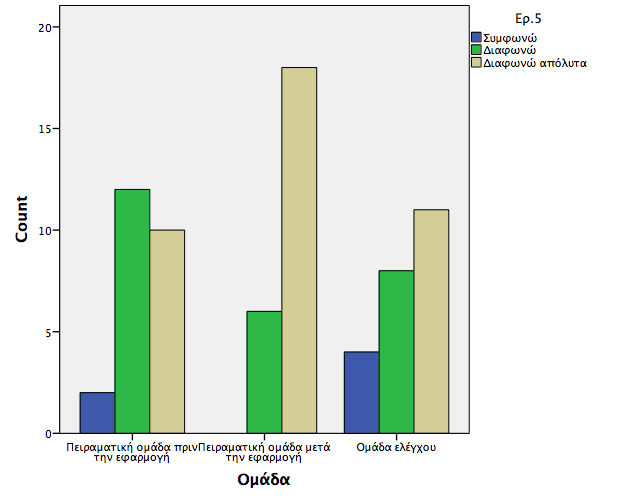 Ερ.5
Συμφωνώ
Διαφωνώ
Διαφωνώ απόλυτα
20
15
10
5
0
Count
Πειραματική ομάδα πριν
την εφαρμογή
Πειραματική ομάδα μετά
την εφαρμογή
Ομάδα ελέγχου
Ομάδα